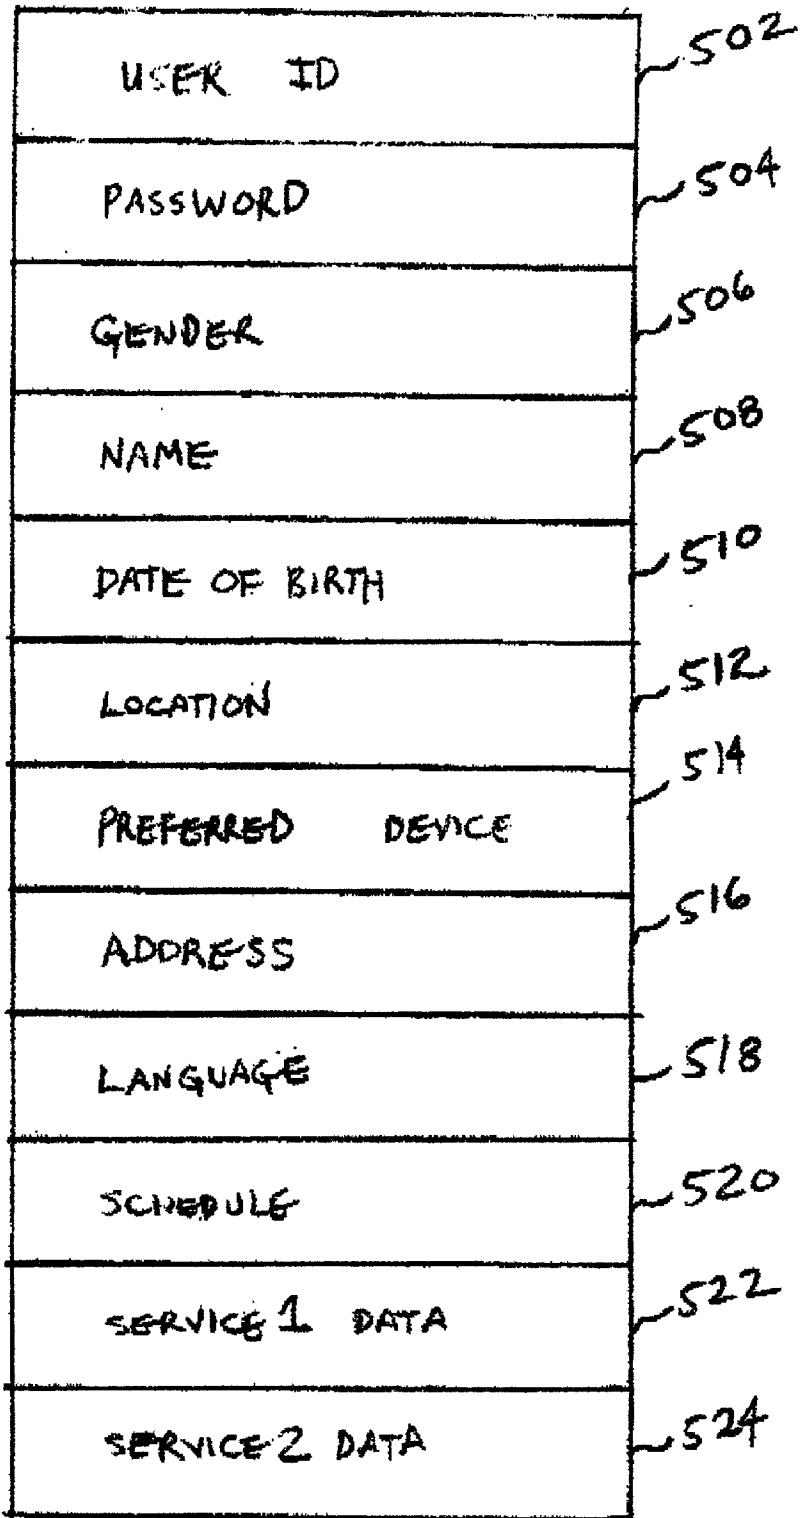 USER ID 502
PASSWORD 504
GENDER 506
NAME 508
DATE OF BIRTH 510
LOCATION 512
PREFERRED DEVICE 514
ADDRESS 516
LANGUAGE 518
SCHEDULE 520
SERVICE 1 DATA 522
SERVICE 2 DATA 524